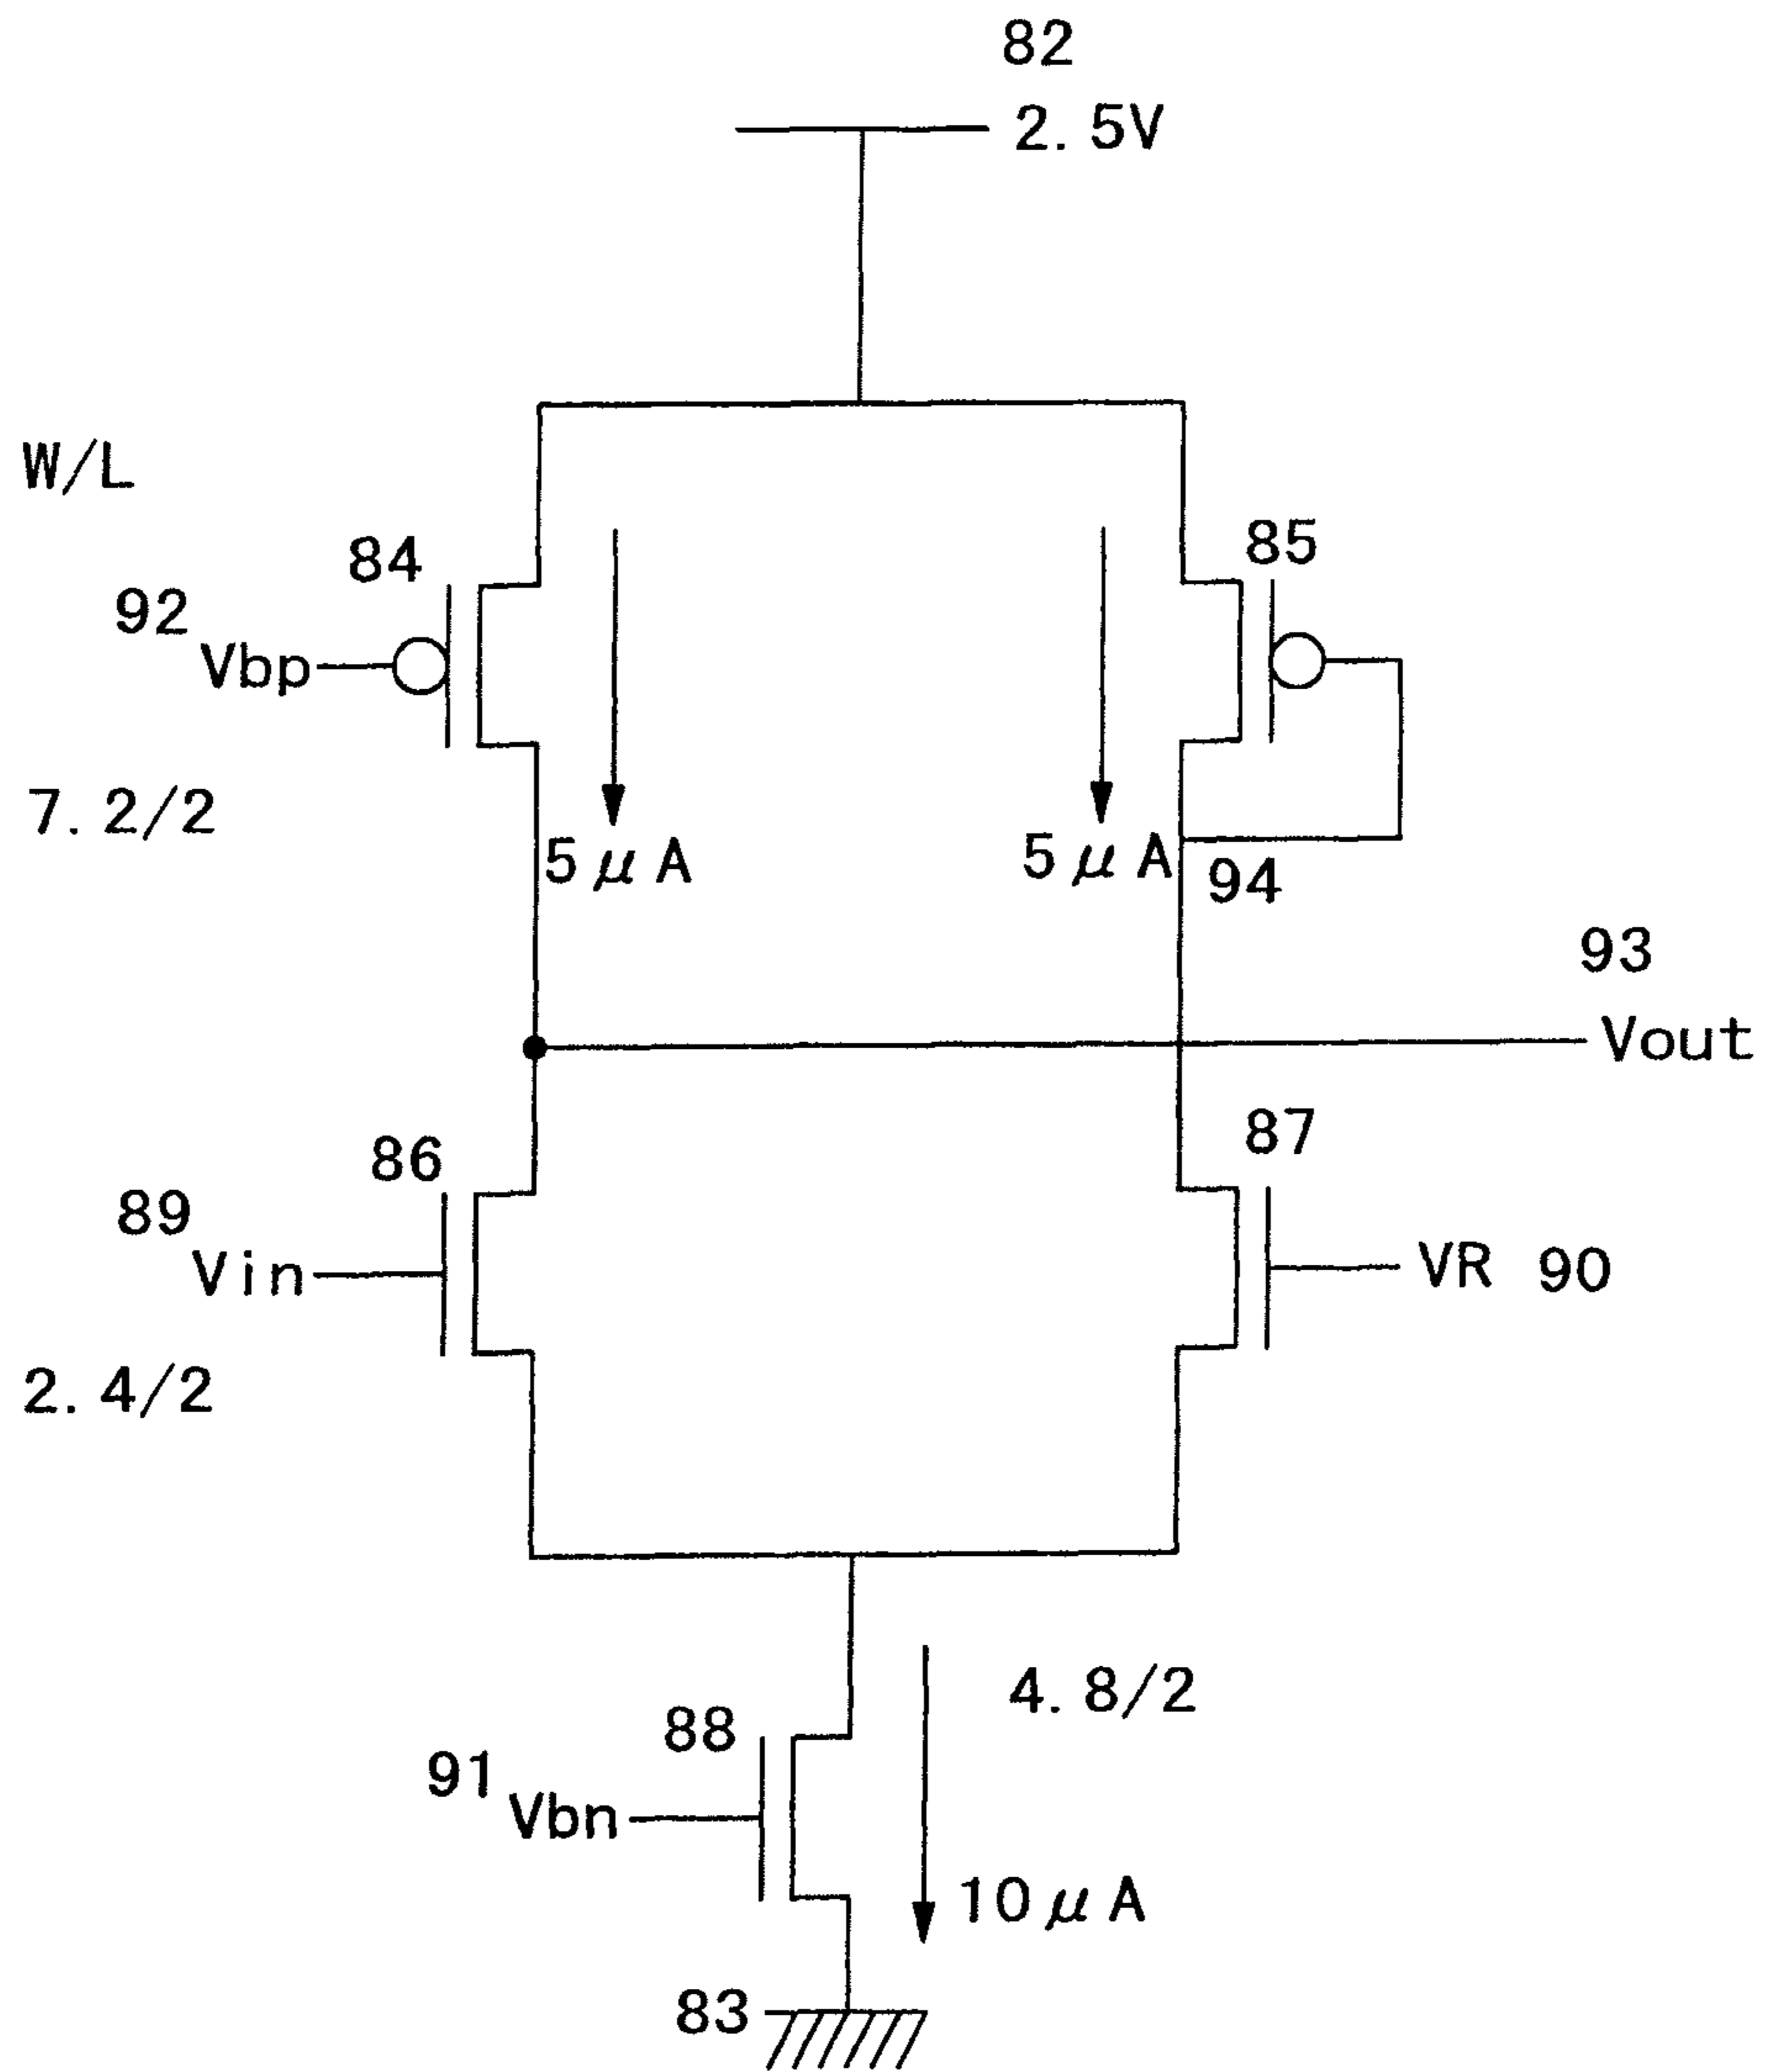 82
2.5V
W/L
84
85
92
Vbp
7.2/2
5μA
5μA
94
93
Vout
86
87
89
Vin
VR 90
2.4/2
4.8/2
88
91
Vbn
10μA
83